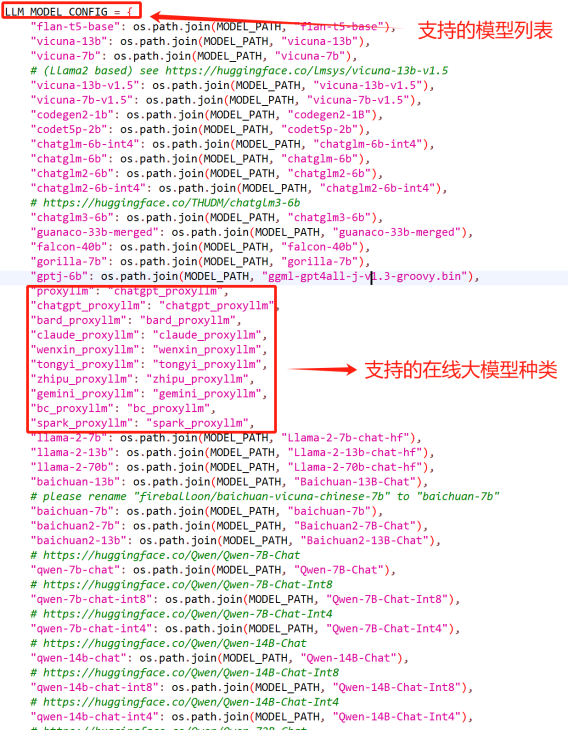 LLM_MODEL_CONFIG = {
支持的模型列表
"flan-t5-base": os.path.join(MODEL_PATH, "flan-t5-base"),
"vicuna-13b": os.path.join(MODEL_PATH, "vicuna-13b"),
"vicuna-7b": os.path.join(MODEL_PATH, "vicuna-7b"),
# (Llama2 based) see https://huggingface.co/lmsys/vicuna-13b-v1.5
"vicuna-13b-v1.5": os.path.join(MODEL_PATH, "vicuna-13b-v1.5"),
"vicuna-7b-v1.5": os.path.join(MODEL_PATH, "vicuna-7b-v1.5"),
"codegen2-1b": os.path.join(MODEL_PATH, "codegen2-1B"),
"codet5p-2b": os.path.join(MODEL_PATH, "codet5p-2b"),
"chatglm-6b-int4": os.path.join(MODEL_PATH, "chatglm-6b-int4"),
"chatglm-6b": os.path.join(MODEL_PATH, "chatglm-6b"),
"chatglm2-6b": os.path.join(MODEL_PATH, "chatglm2-6b"),
"chatglm2-6b-int4": os.path.join(MODEL_PATH, "chatglm2-6b-int4"),
# https://huggingface.co/THUDM/chatglm3-6b
"chatglm3-6b": os.path.join(MODEL_PATH, "chatglm3-6b"),
"guanaco-33b-merged": os.path.join(MODEL_PATH, "guanaco-33b-merged"),
"falcon-40b": os.path.join(MODEL_PATH, "falcon-40b"),
"gorilla-7b": os.path.join(MODEL_PATH, "gorilla-7b"),
"gptj-6b": os.path.join(MODEL_PATH, "ggml-gpt4all-j-v1.3-groovy.bin"),
"proxyllm": "chatgpt_proxyllm",
"chatgpt_proxyllm": "chatgpt_proxyllm",
"bard_proxyllm": "bard_proxyllm",
"claude_proxyllm": "claude_proxyllm",
"wenxin_proxyllm": "wenxin_proxyllm",
"tongyi_proxyllm": "tongyi_proxyllm",
支持的在线大模型种类
"zhipu_proxyllm": "zhipu_proxyllm",
"gemini_proxyllm": "gemini_proxyllm",
"bc_proxyllm": "bc_proxyllm",
"spark_proxyllm": "spark_proxyllm",
"llama-2-7b": os.path.join(MODEL_PATH, "Llama-2-7b-chat-hf"),
"llama-2-13b": os.path.join(MODEL_PATH, "Llama-2-13b-chat-hf"),
"llama-2-70b": os.path.join(MODEL_PATH, "Llama-2-70b-chat-hf"),
"baichuan-13b": os.path.join(MODEL_PATH, "Baichuan-13B-Chat"),
# please rename "fireballoon/baichuan-vicuna-chinese-7b" to "baichuan-7b"
"baichuan-7b": os.path.join(MODEL_PATH, "baichuan-7b"),
"baichuan2-7b": os.path.join(MODEL_PATH, "Baichuan2-7B-Chat"),
"baichuan2-13b": os.path.join(MODEL_PATH, "Baichuan2-13B-Chat"),
# https://huggingface.co/Qwen/Qwen-7B-Chat
"qwen-7b-chat": os.path.join(MODEL_PATH, "Qwen-7B-Chat"),
# https://huggingface.co/Qwen/Qwen-7B-Chat-Int8
"qwen-7b-chat-int8": os.path.join(MODEL_PATH, "Qwen-7B-Chat-Int8"),
# https://huggingface.co/Qwen/Qwen-7B-Chat-Int4
"qwen-7b-chat-int4": os.path.join(MODEL_PATH, "Qwen-7B-Chat-Int4"),
# https://huggingface.co/Qwen/Qwen-14B-Chat
"qwen-14b-chat": os.path.join(MODEL_PATH, "Qwen-14B-Chat"),
# https://huggingface.co/Qwen/Qwen-14B-Chat-Int8
"qwen-14b-chat-int8": os.path.join(MODEL_PATH, "Qwen-14B-Chat-Int8"),
# https://huggingface.co/Qwen/Qwen-14B-Chat-Int4
"qwen-14b-chat-int4": os.path.join(MODEL_PATH, "Qwen-14B-Chat-Int4"),